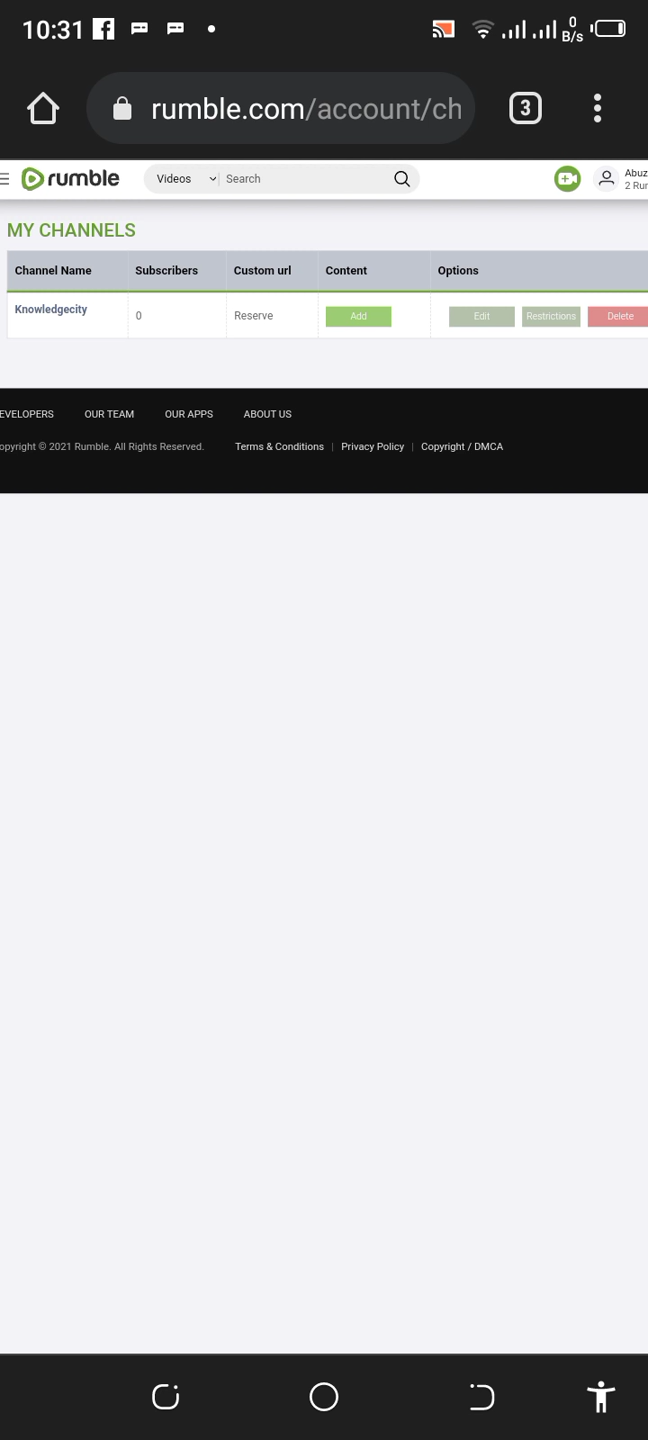 10:31
0
B/s
rumble.com/account/ch
3
rumble
Videos
Search
Abuz
2 Rur
MY CHANNELS
Channel Name Subscribers Custom url Content Options
Knowledgecity 0 Reserve Add Edit Restrictions Delete
EVELOPERS OUR TEAM OUR APPS ABOUT US
opyright © 2021 Rumble. All Rights Reserved. Terms & Conditions | Privacy Policy | Copyright / DMCA